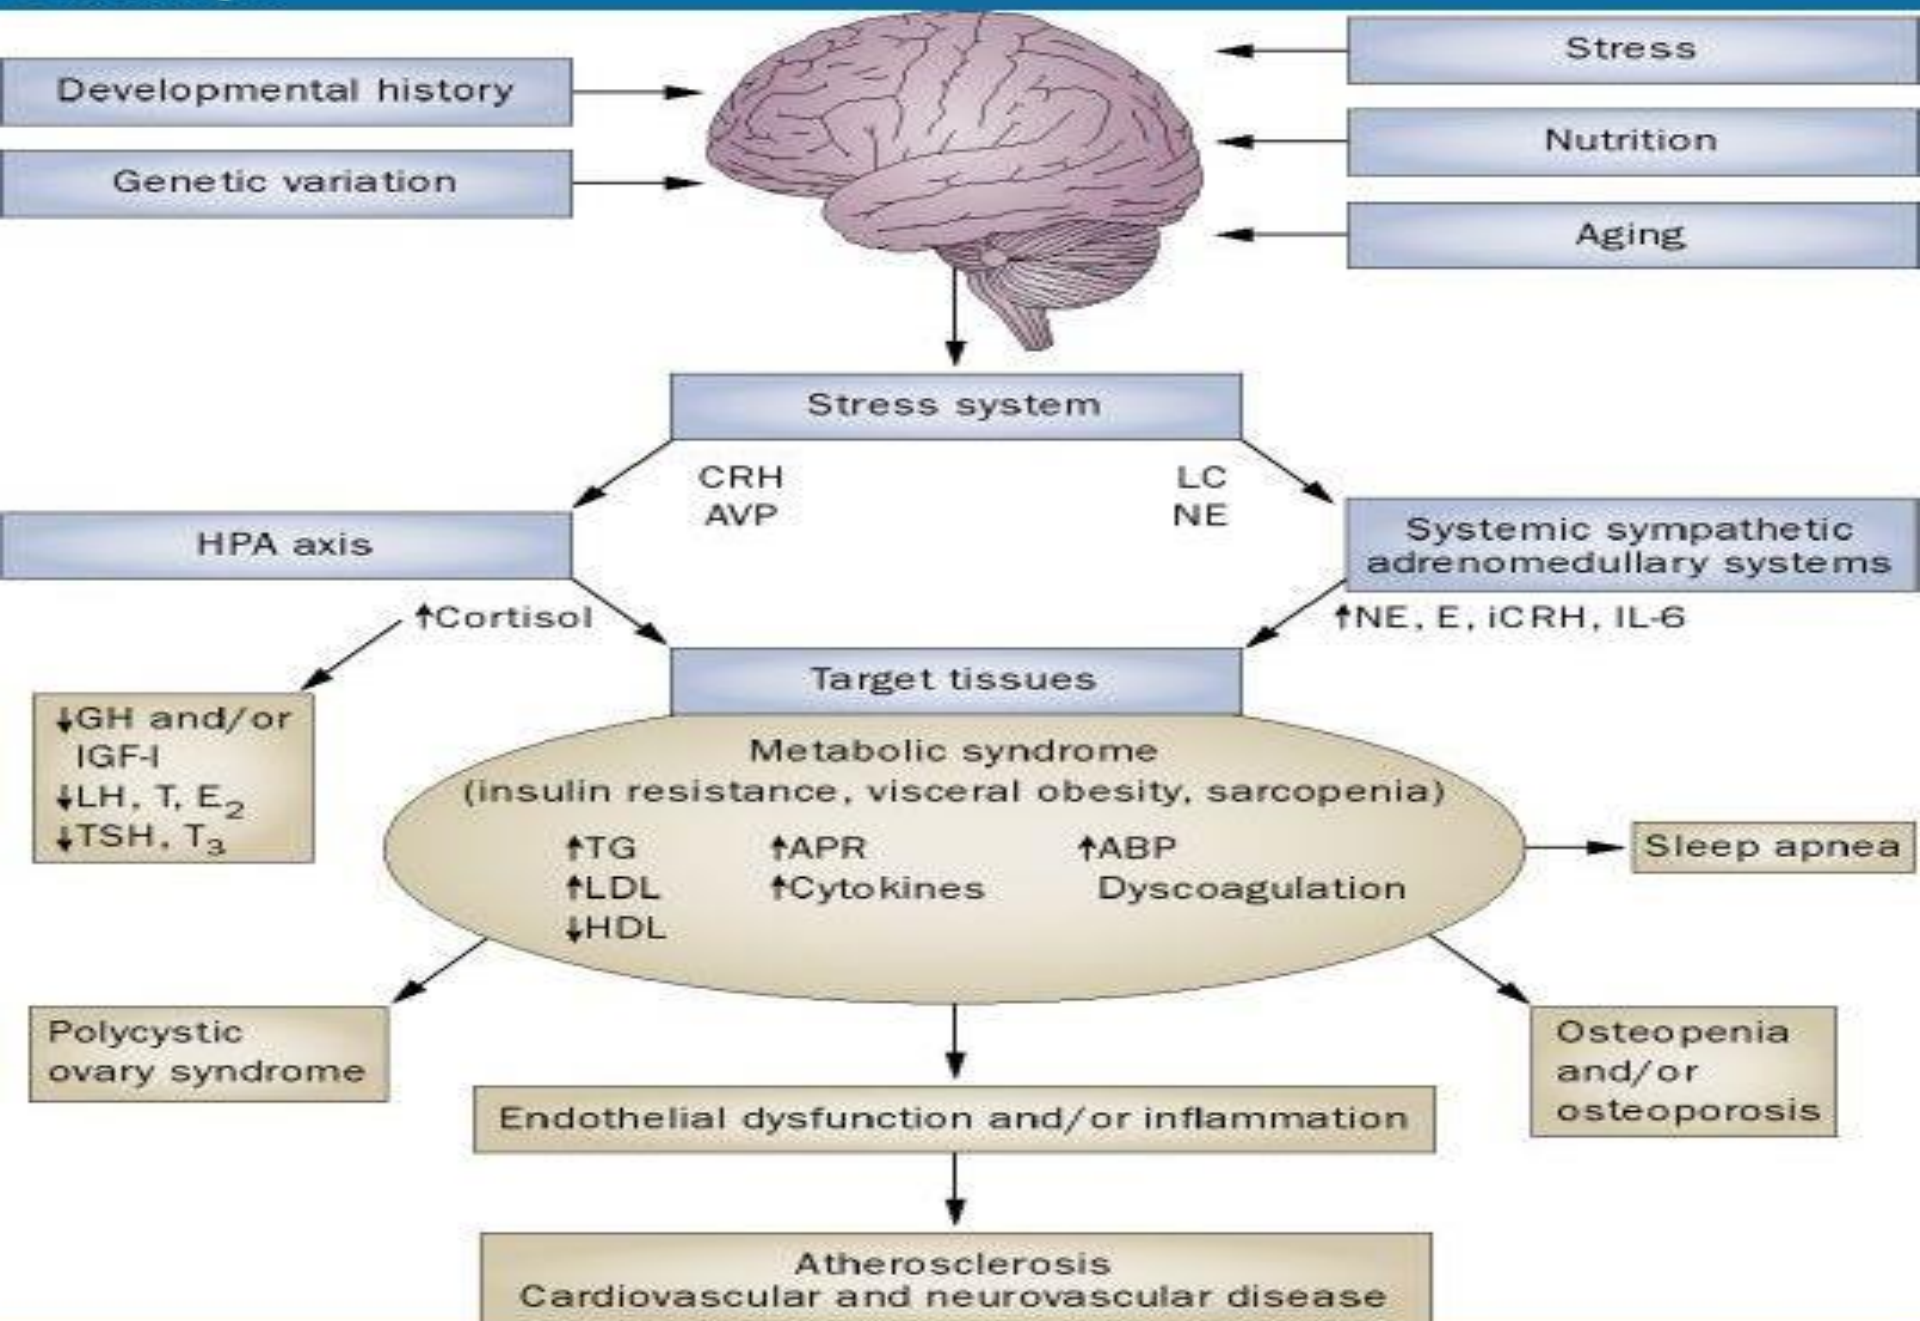 Developmental history
Genetic variation
Stress
Nutrition
Aging
Stress system
CRH
AVP
LC
NE
HPA axis
Systemic sympathetic
adrenomedullary systems
↑Cortisol
↑NE, E, iCRH, IL-6
Target tissues
↓GH and/or
IGF-I
↓LH, T, E₂
↓TSH, T₃
Metabolic syndrome
(insulin resistance, visceral obesity, sarcopenia)
↑TG
↑LDL
↓HDL
↑APR
↑Cytokines
↑ABP
Dyscoagulation
Sleep apnea
Polycystic
ovary syndrome
Osteopenia
and/or
osteoporosis
Endothelial dysfunction and/or inflammation
Atherosclerosis
Cardiovascular and neurovascular disease